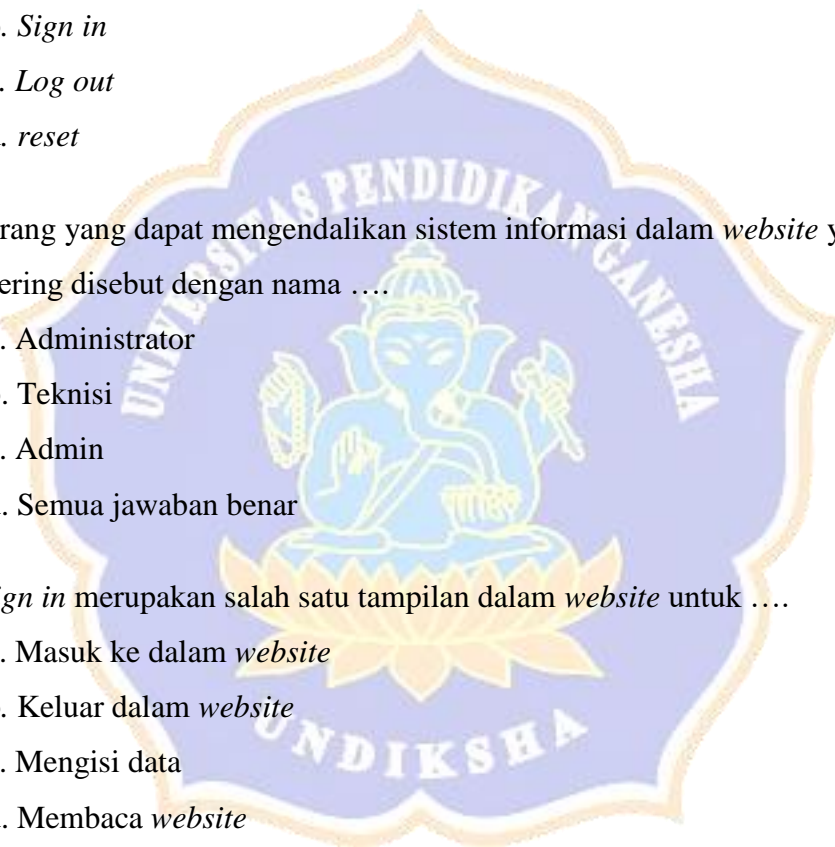 . Sign in
. Log out
. reset
UNIVERSITAS PENDIDIKAN GANESHA
rang yang dapat mengendalikan sistem informasi dalam website y
ering disebut dengan nama ….
. Administrator
. Teknisi
. Admin
. Semua jawaban benar
ign in merupakan salah satu tampilan dalam website untuk ….
. Masuk ke dalam website
. Keluar dalam website
. Mengisi data
. Membaca website
UNDIKSHA